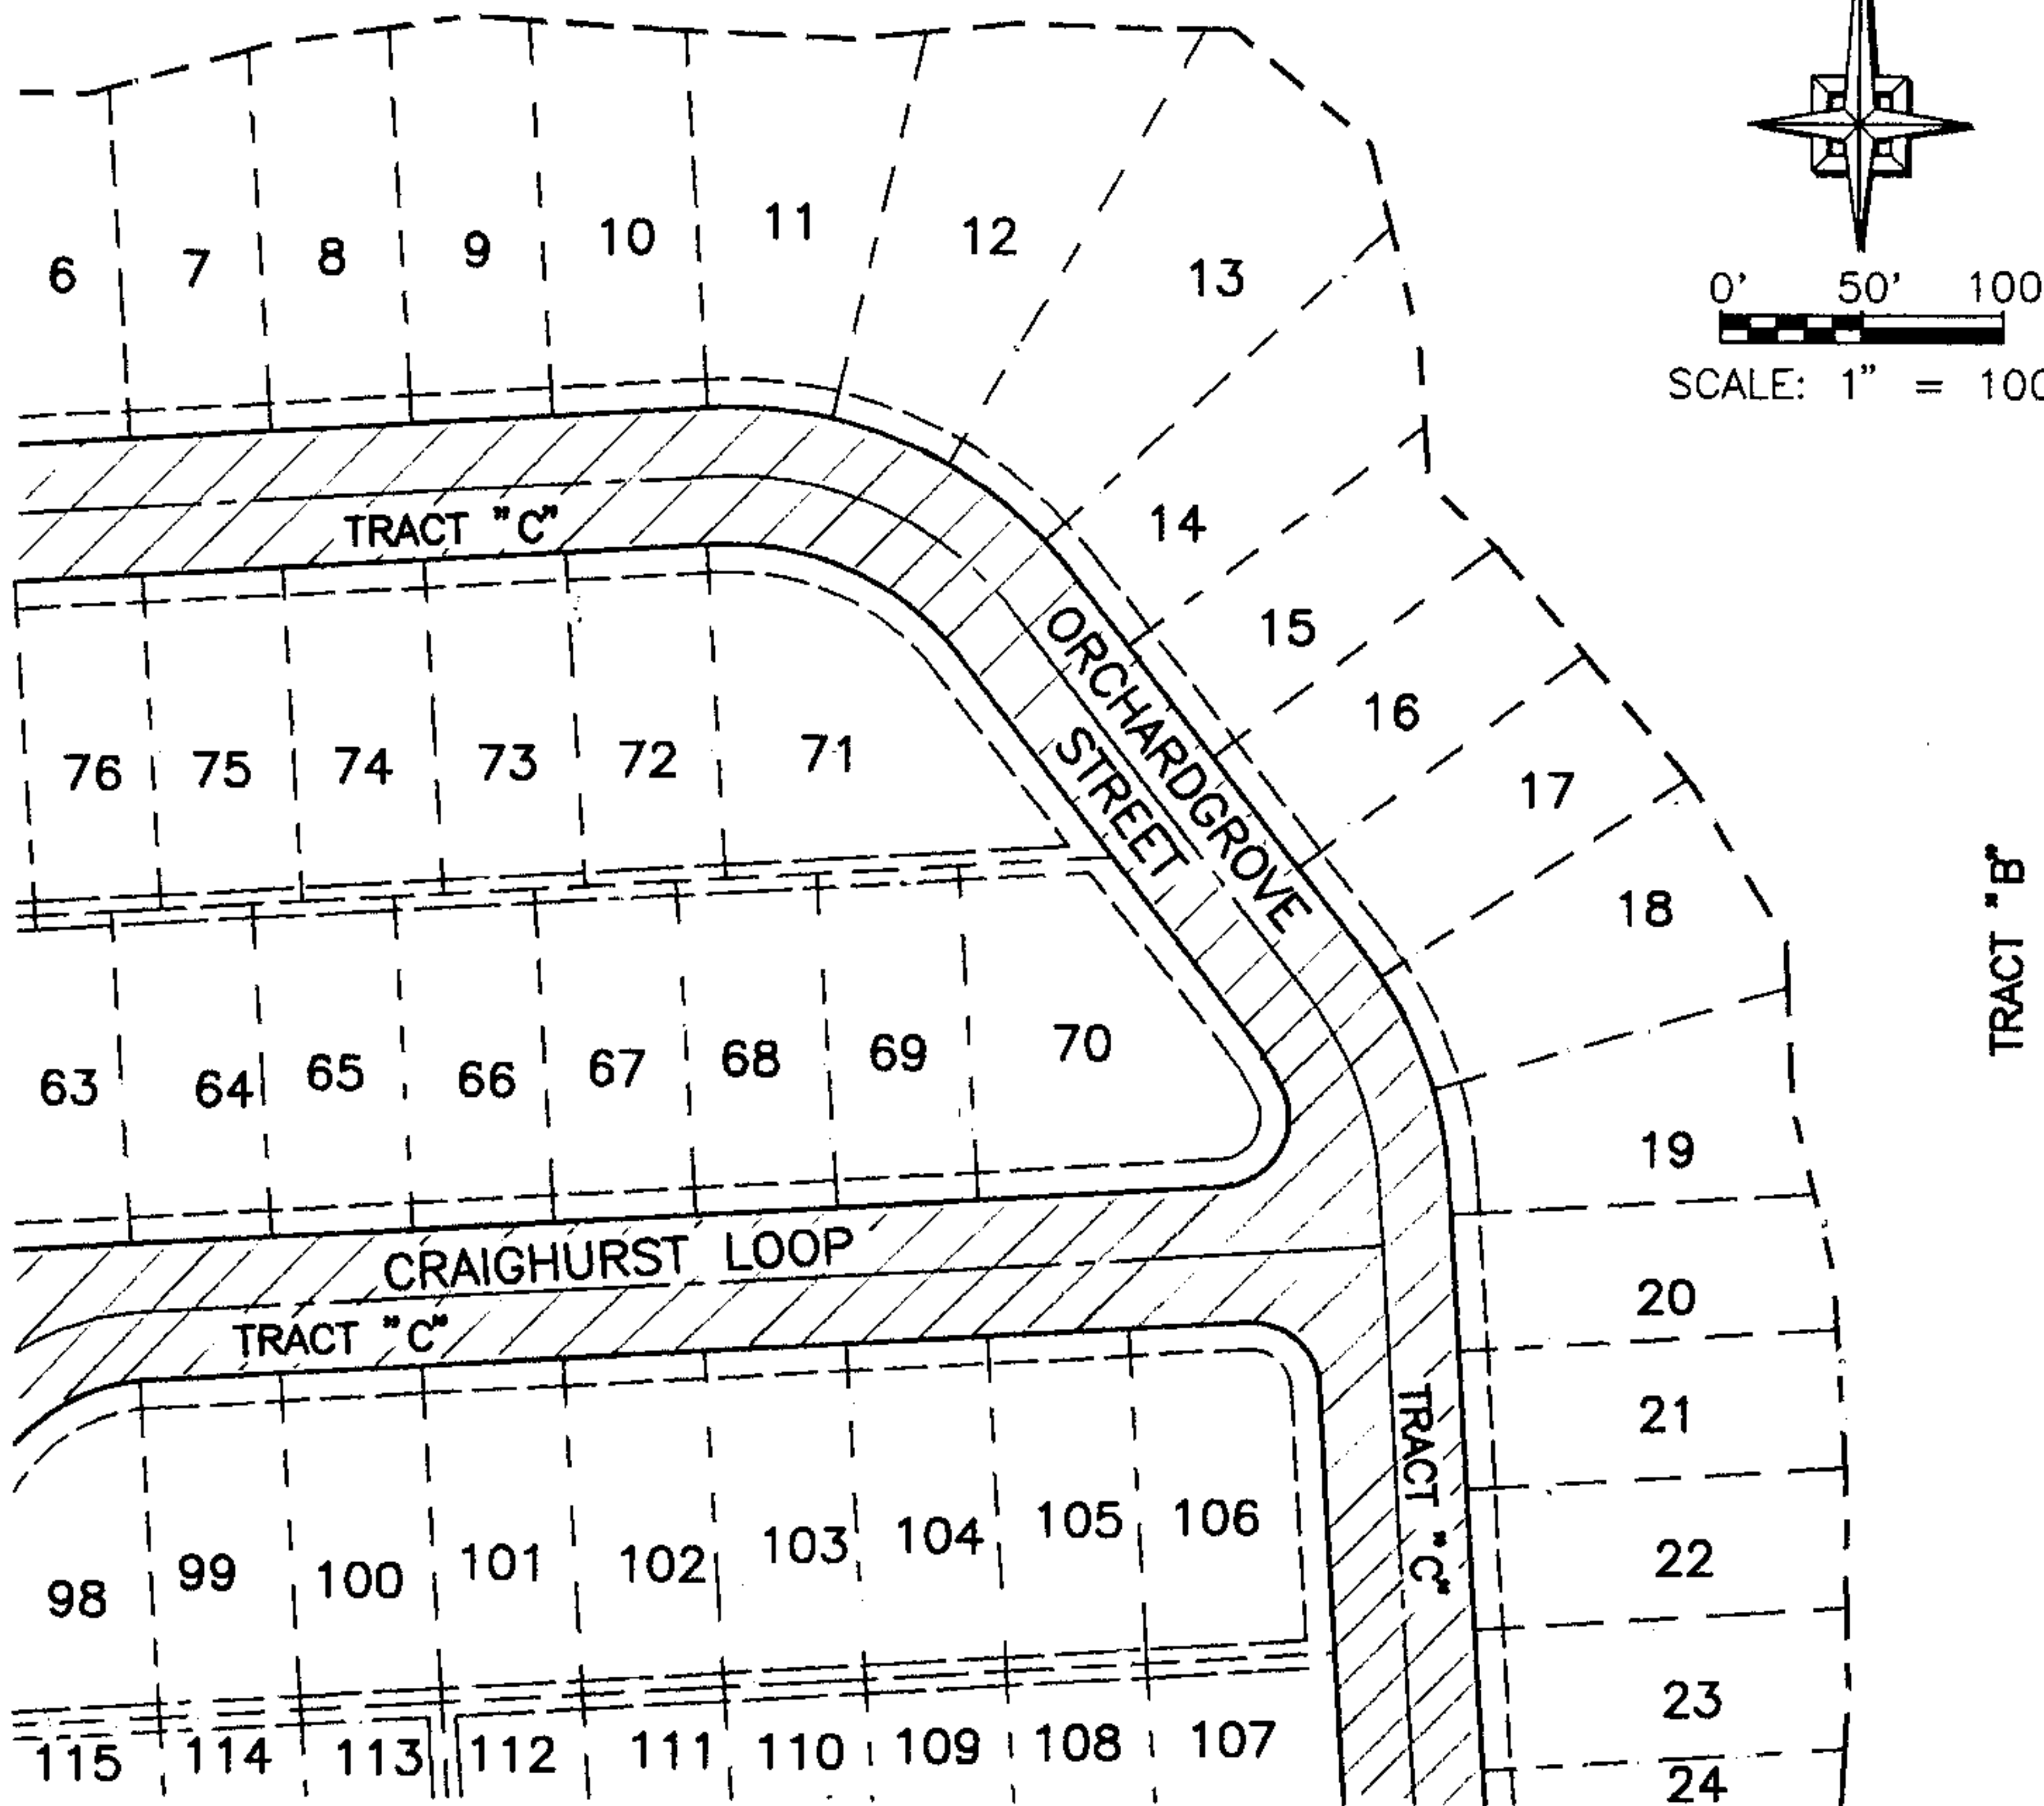 0' 50' 100
SCALE: 1" = 100
6 7 8 9 10 11 12 13
14
15
16
17
18
19
20
21
22
23
24
TRACT "C"
ORCHARDGROVE
STREET
TRACT "B"
76 75 74 73 72 71
63 64 65 66 67 68 69 70
CRAIGHURST LOOP
TRACT "C"
TRACT "C"
98 99 100 101 102 103 104 105 106
115 114 113 112 111 110 109 108 107